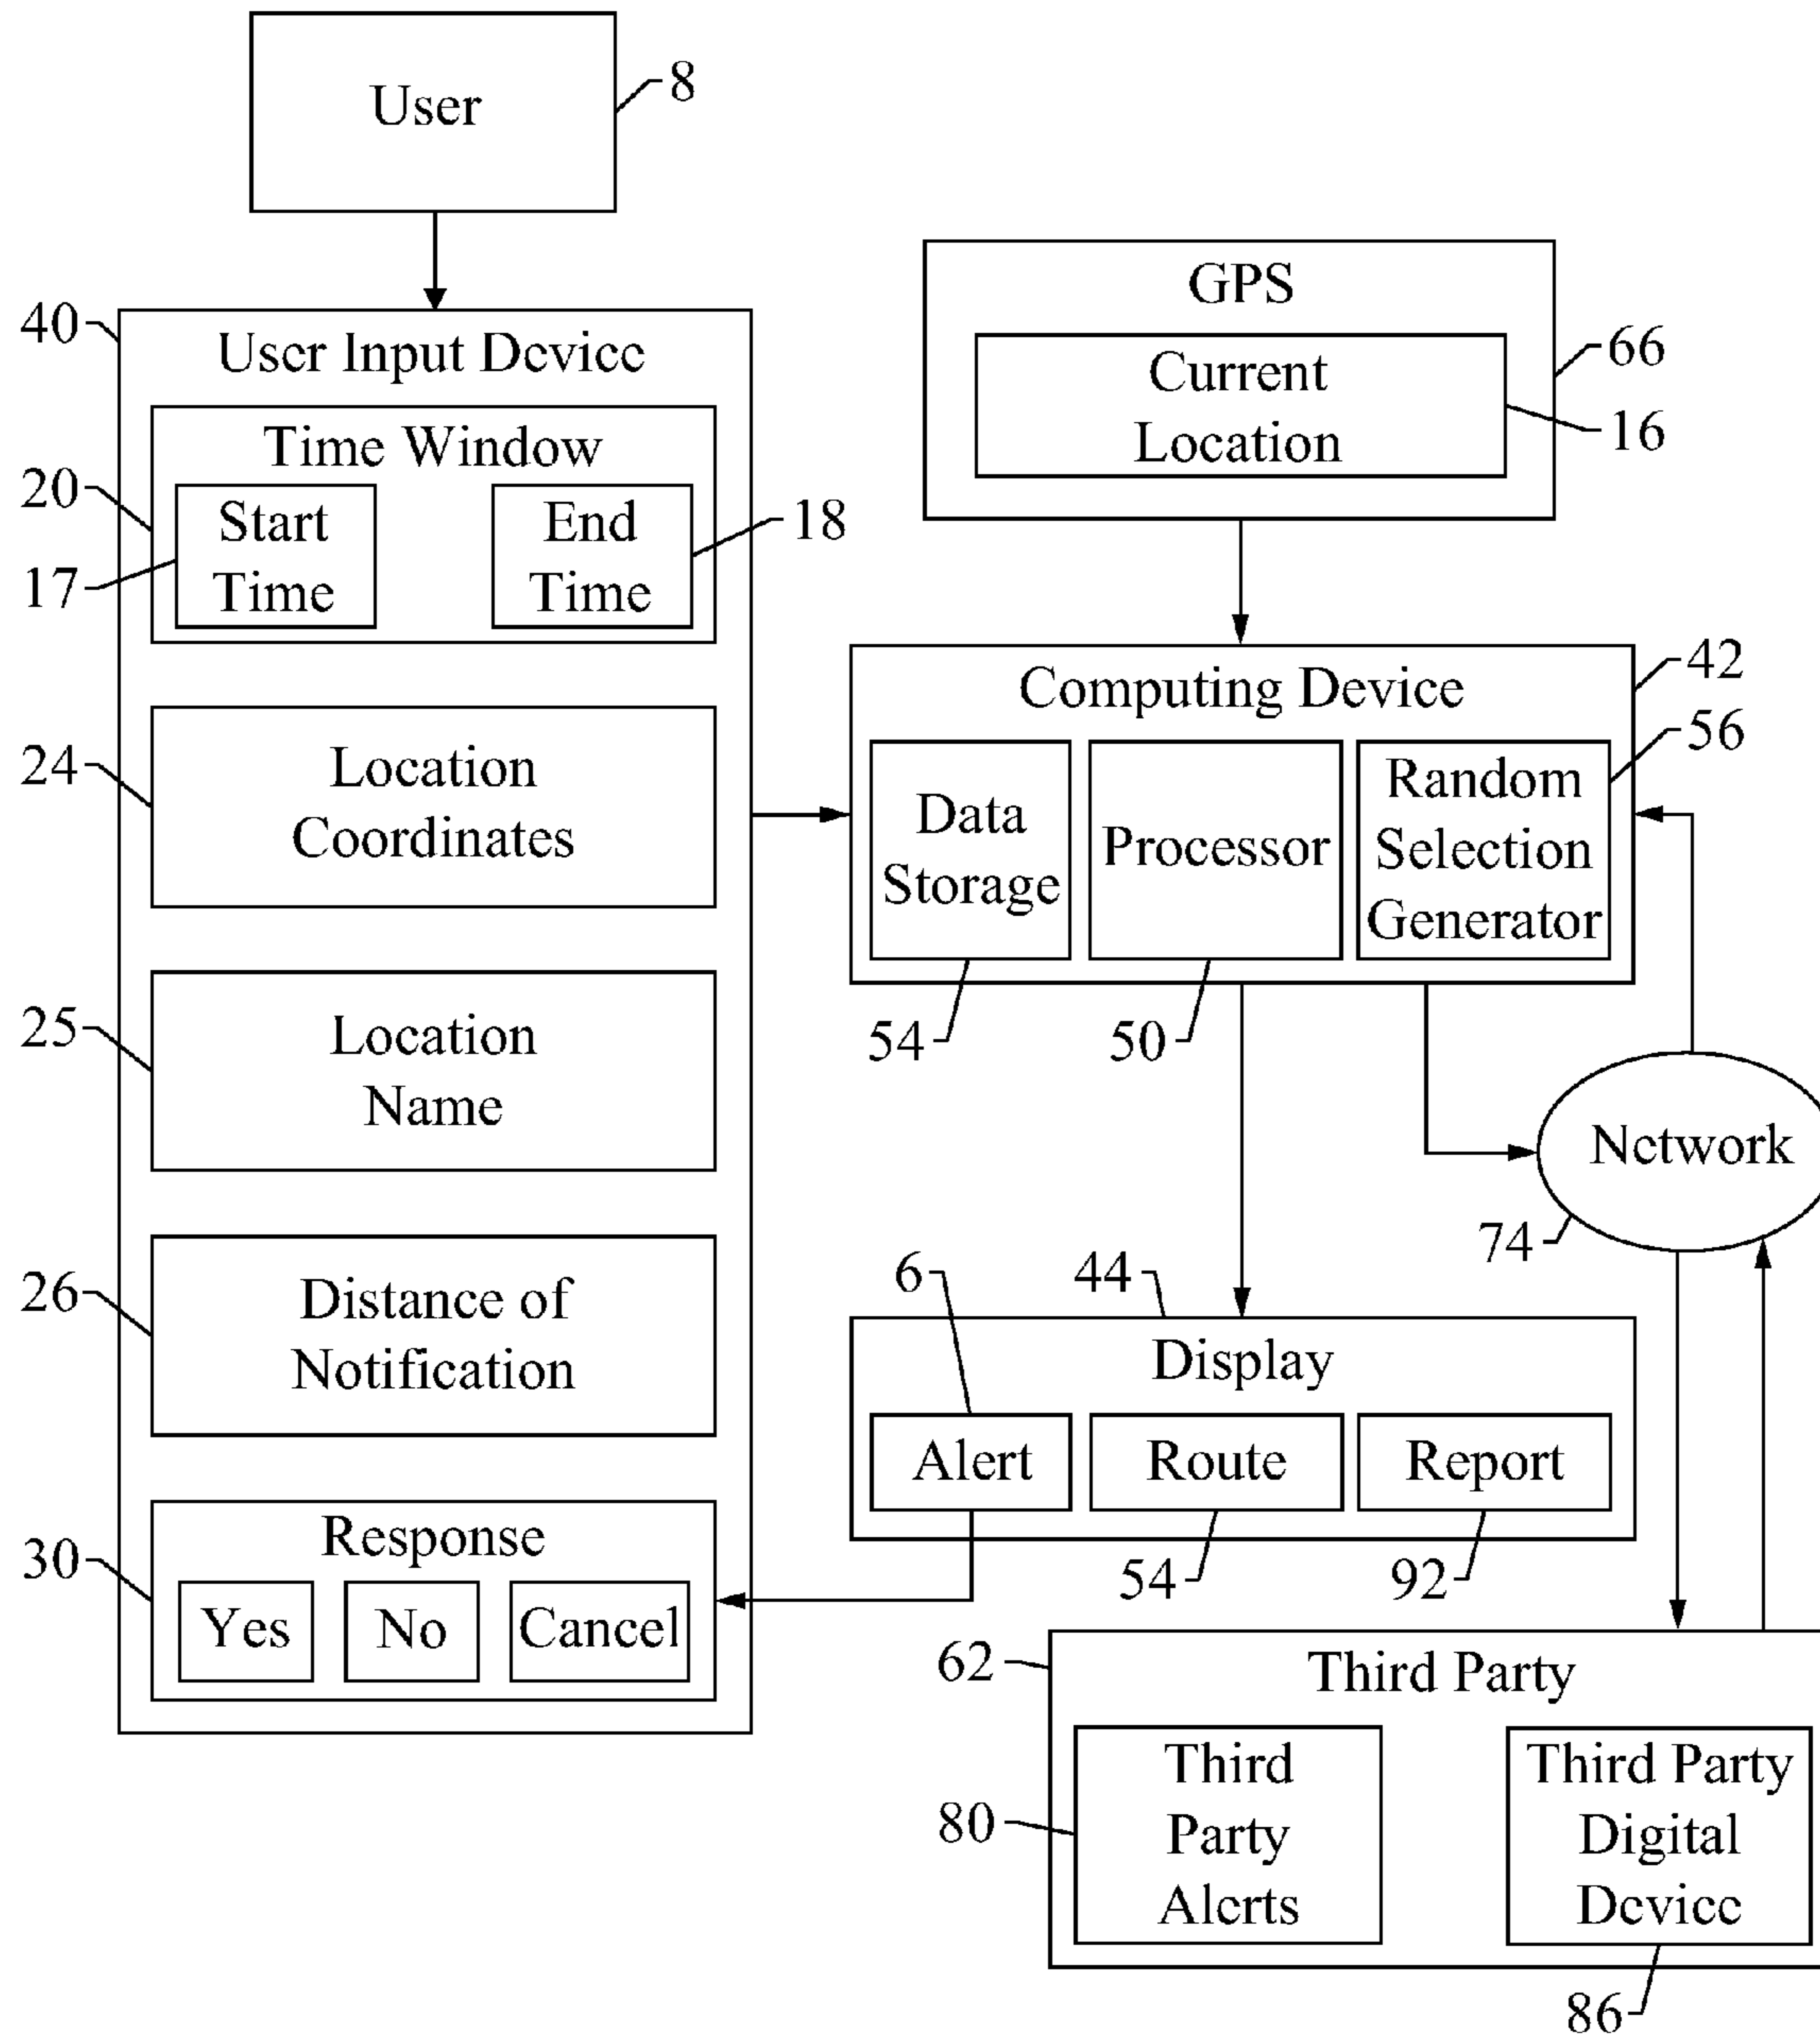 User
8
40
User Input Device
Time Window
20
Start
Time
17
End
Time
18
24
Location
Coordinates
25
Location
Name
26
Distance of
Notification
30
Response
Yes
No
Cancel
GPS
66
Current
Location
16
Computing Device
42
56
Data
Storage
Processor
Random
Selection
Generator
54
50
Network
74
6
44
Display
Alert
Route
Report
54
92
62
Third Party
80
Third
Party
Alerts
Third Party
Digital
Device
86